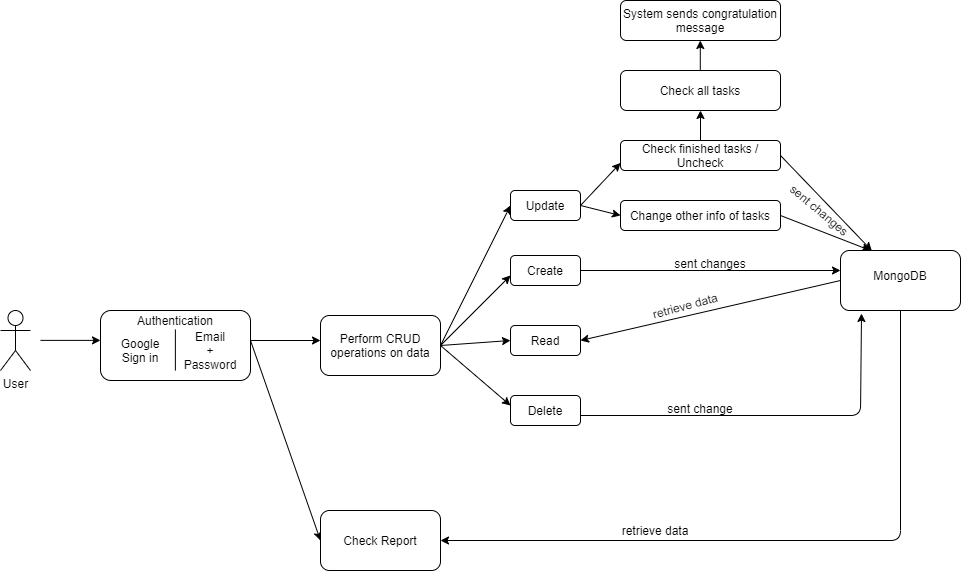 System sends congratulation
message
Check all tasks
Check finished tasks /
Uncheck
Update
Change other info of tasks
sent changes
Create
sent changes
MongoDB
retrieve data
User
Authentication
Google
Sign in
Email
+
Password
Perform CRUD
operations on data
Read
Delete
sent change
Check Report
retrieve data